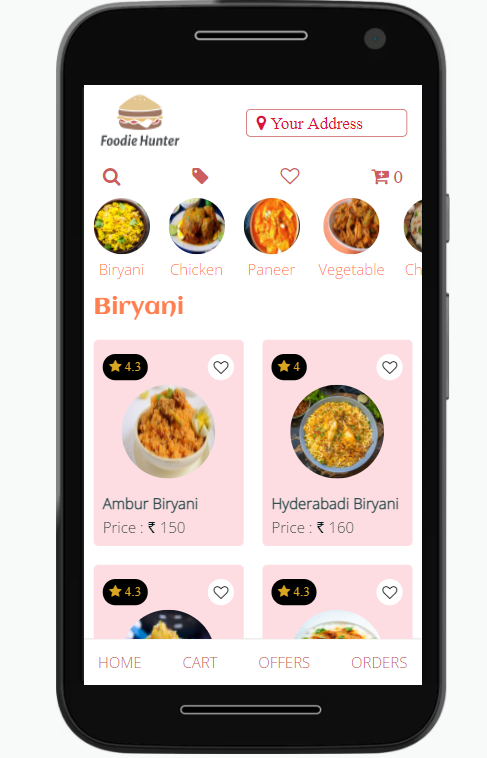 Foodie Hunter
Your Address
0
Biryani Chicken Paneer Vegetable Ch
Biryani
4.3 4
Ambur Biryani Hyderabadi Biryani
Price : ₹ 150 Price : ₹ 160
4.3 4.3
HOME CART OFFERS ORDERS